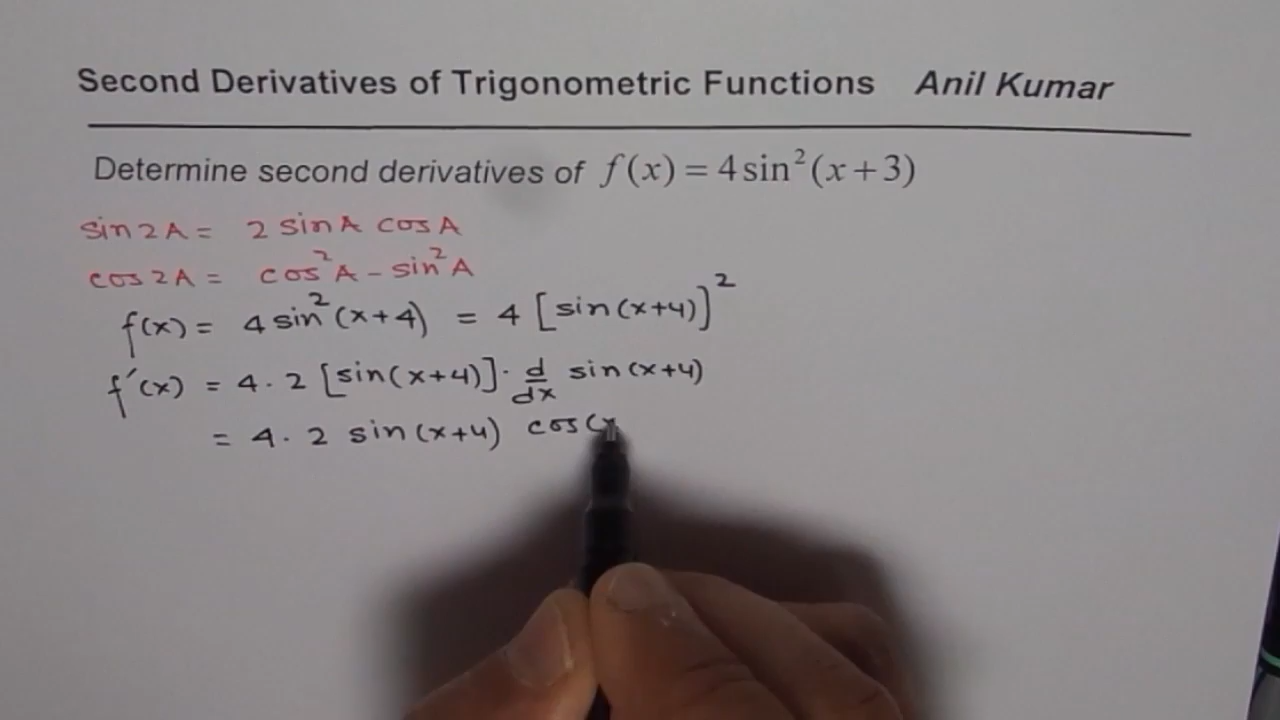 Second Derivatives of Trigonometric Functions Anil Kumar
Determine second derivatives of f(x) = 4 sin²(x+3)
sin 2A = 2 sin A cos A
cos 2A = cos²A - sin²A
f(x) = 4 sin²(x+4) = 4 [sin(x+4)]²
f'(x) = 4 · 2 [sin(x+4)] · d/dx sin(x+4)
= 4 · 2 sin(x+4) cos(x